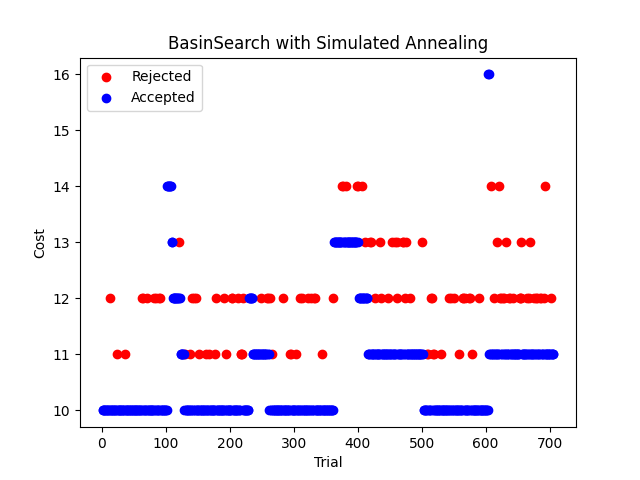 BasinSearch with Simulated Annealing
Rejected
Accepted
Cost
16
15
14
13
12
11
10
0 100 200 300 400 500 600 700
Trial